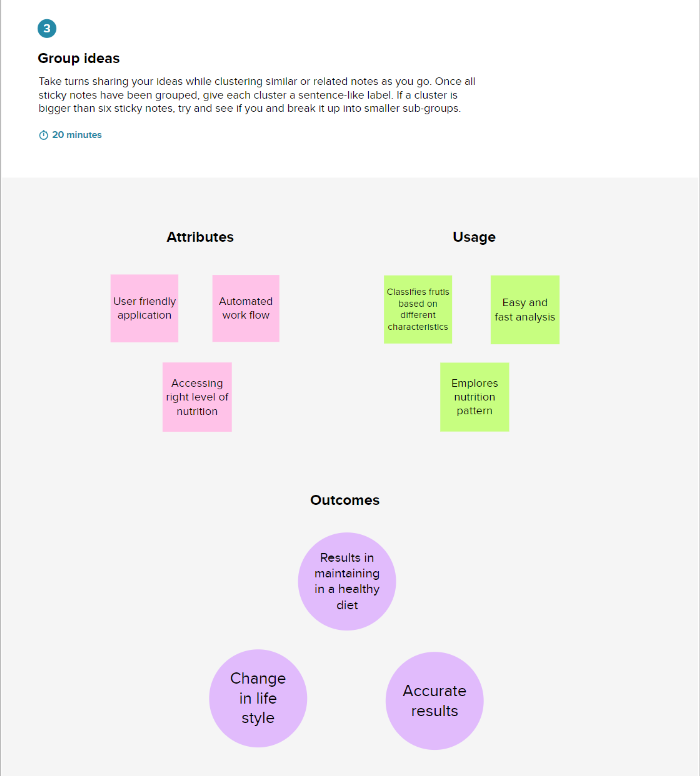 3
Group ideas
Take turns sharing your ideas while clustering similar or related notes as you go. Once all
sticky notes have been grouped, give each cluster a sentence-like label. If a cluster is
bigger than six sticky notes, try and see if you and break it up into smaller sub-groups.
20 minutes
Attributes
User friendly
application
Automated
work flow
Accessing
right level of
nutrition
Usage
Classifies frutis
based on
different
characteristics
Easy and
fast analysis
Emplores
nutrition
pattern
Outcomes
Results in
maintaining
in a healthy
diet
Change
in life
style
Accurate
results